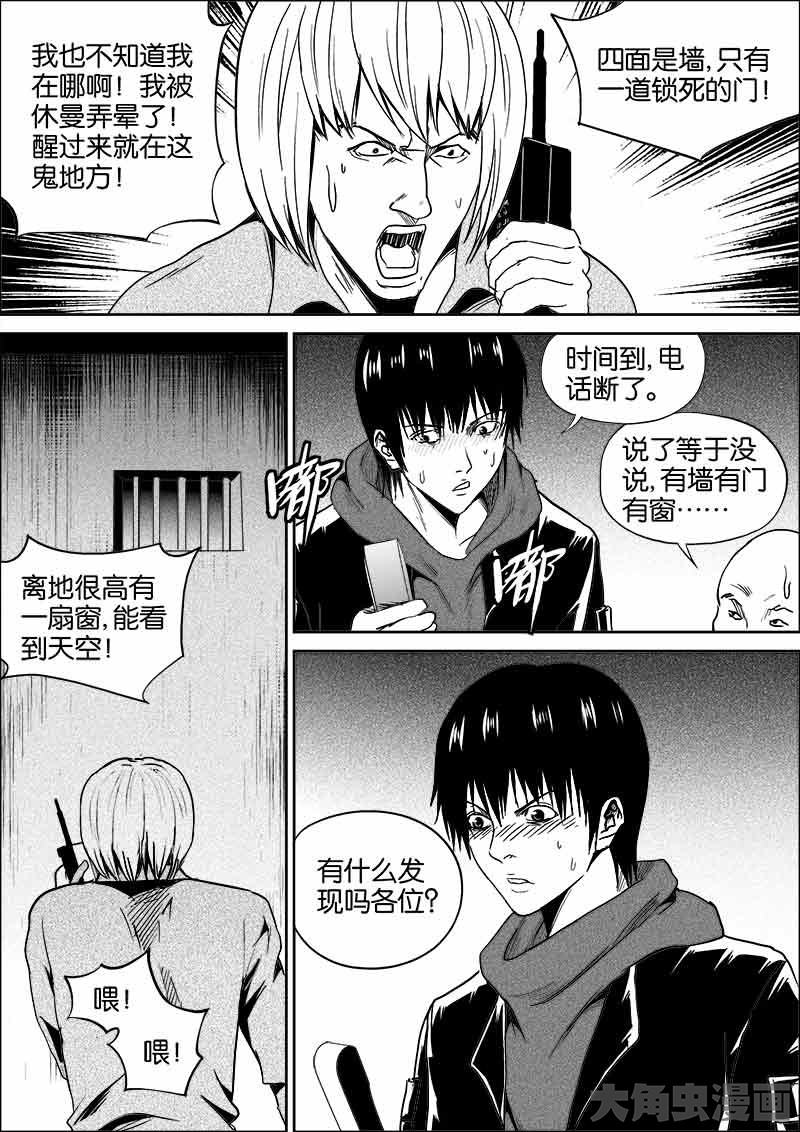 我也不知道我
在哪啊！我被
休曼弄晕了！
醒过来就在这
鬼地方！
四面是墙，只有
一道锁死的门！
离地很高有
一扇窗，能看
到天空！
喂！
喂！
时间到，电
话断了。
说了等于没
说，有墙有门
有窗……
嘟
嘟
有什么发
现吗各位？
大角虫漫画